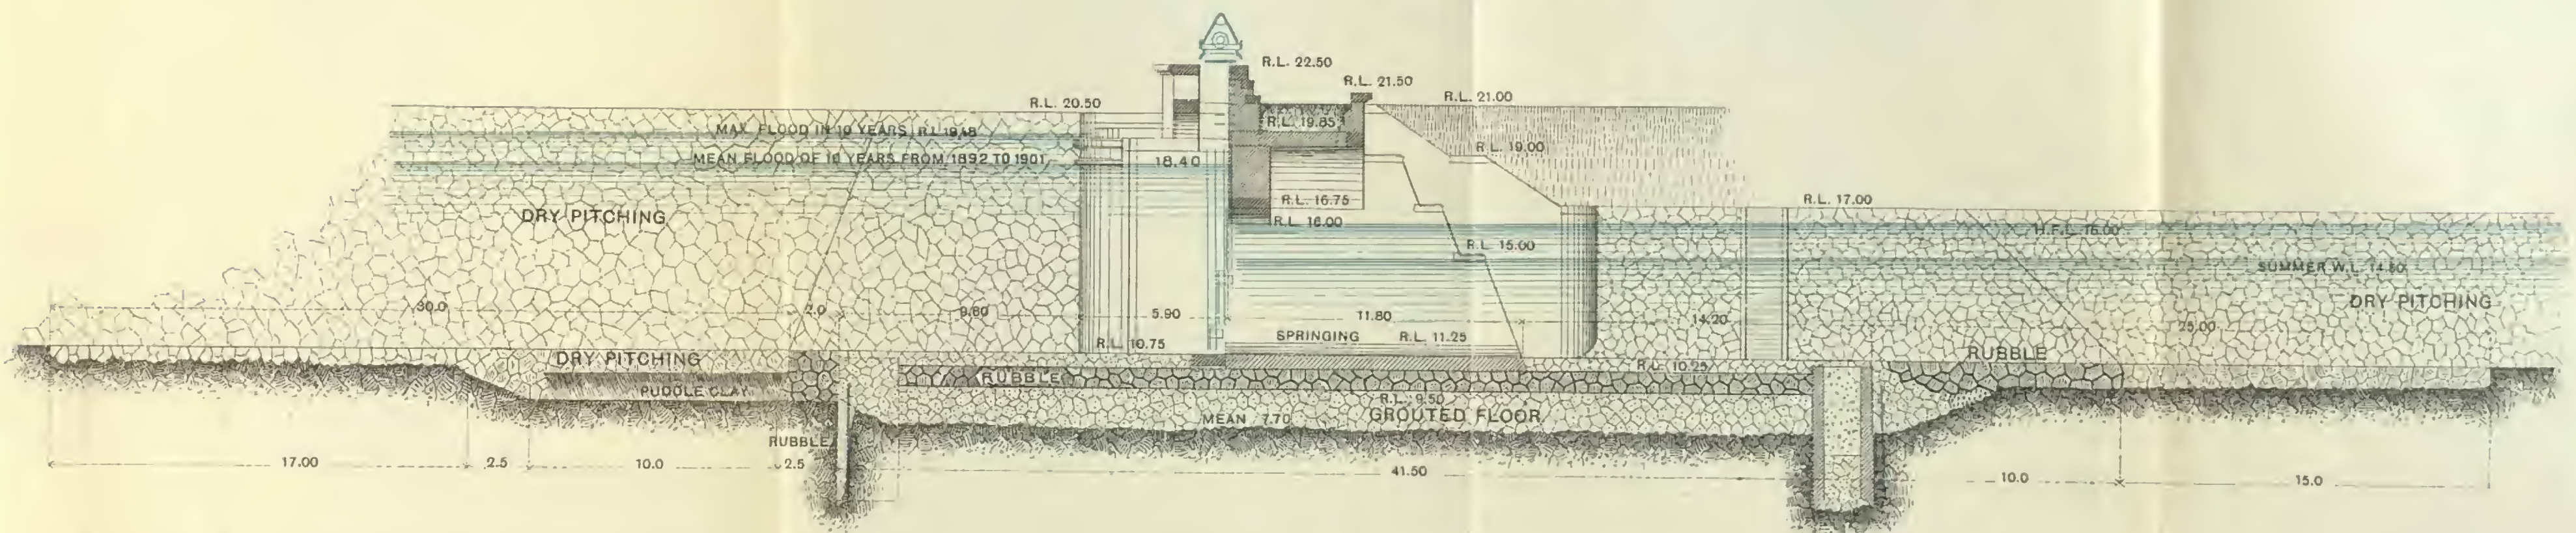 R.L. 22.50
R.L. 21.50
R.L. 20.50
R.L. 21.00
MAX. FLOOD IN 10 YEARS, R.L. 19.48
R.L. 19.85
MEAN FLOOD OF 10 YEARS FROM 1892 TO 1901
18.40
R.L. 19.00
R.L. 16.75
R.L. 17.00
DRY PITCHING
R.L. 16.00
H.F.L. 16.00
R.L. 15.00
SUMMER W.L. 14.80
DRY PITCHING
30.0
2.0
9.80
5.90
11.80
14.20
25.00
SPRINGING R.L. 11.25
R.L. 10.75
DRY PITCHING
RUBBLE
R.L. 10.25
RUBBLE
PUDDLE CLAY
R.L. 9.50
MEAN 7.70
GROUTED FLOOR
RUBBLE
17.00
2.5
10.0
2.5
41.50
10.0
15.0